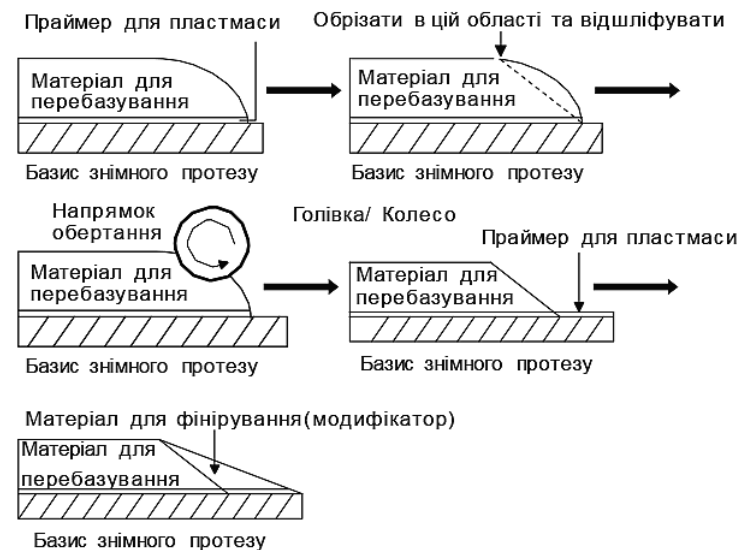 Праймер для пластмаси
Обрізати в цій області та відшліфувати
Матеріал для
перебазування
Базис знімного протезу
Матеріал для
перебазування
Базис знімного протезу
Напрямок
обертання
Голівка/ Колесо
Матеріал для
перебазування
Базис знімного протезу
Праймер для пластмаси
Матеріал для
перебазування
Базис знімного протезу
Матеріал для фінірування(модифікатор)
Матеріал для
перебазування
Базис знімного протезу